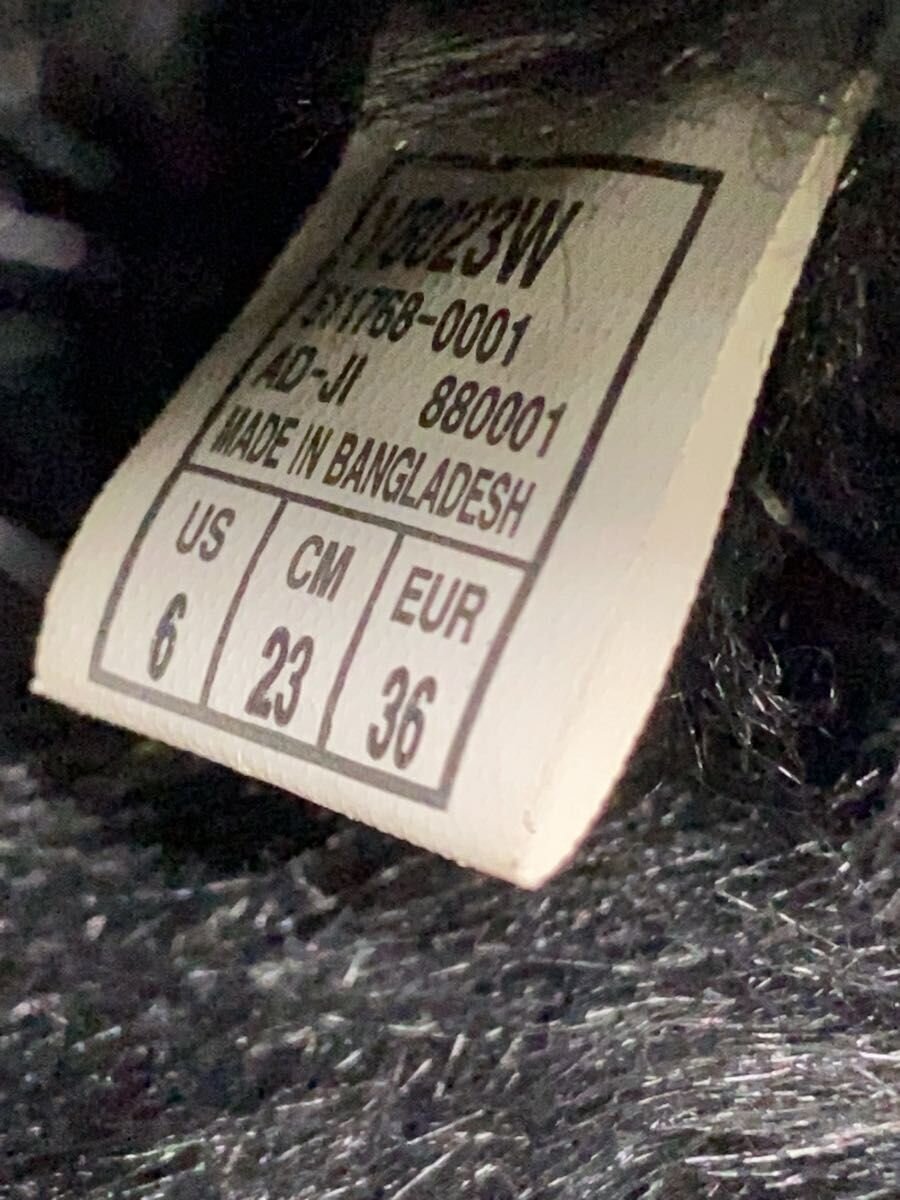 511768-0001
AD-JI 880001
MADE IN BANGLADESH
US CM EUR
6 23 36